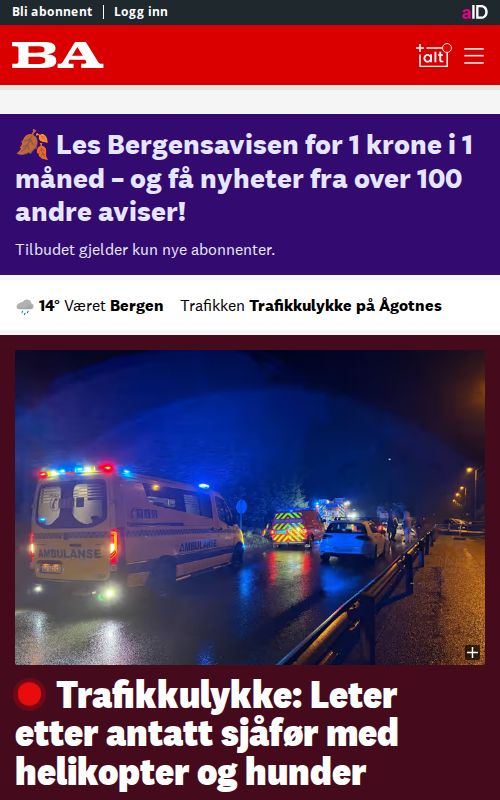 Bli abonnent | Logg inn
aID
BA
alt
🍂 Les Bergensavisen for 1 krone i 1
måned – og få nyheter fra over 100
andre aviser!
Tilbudet gjelder kun nye abonnenter.
14° Været Bergen Trafikken Trafikkulykke på Ågotnes
AMBULANSE
AMBULANSE
Trafikkulykke: Leter
etter antatt sjåfør med
helikopter og hunder